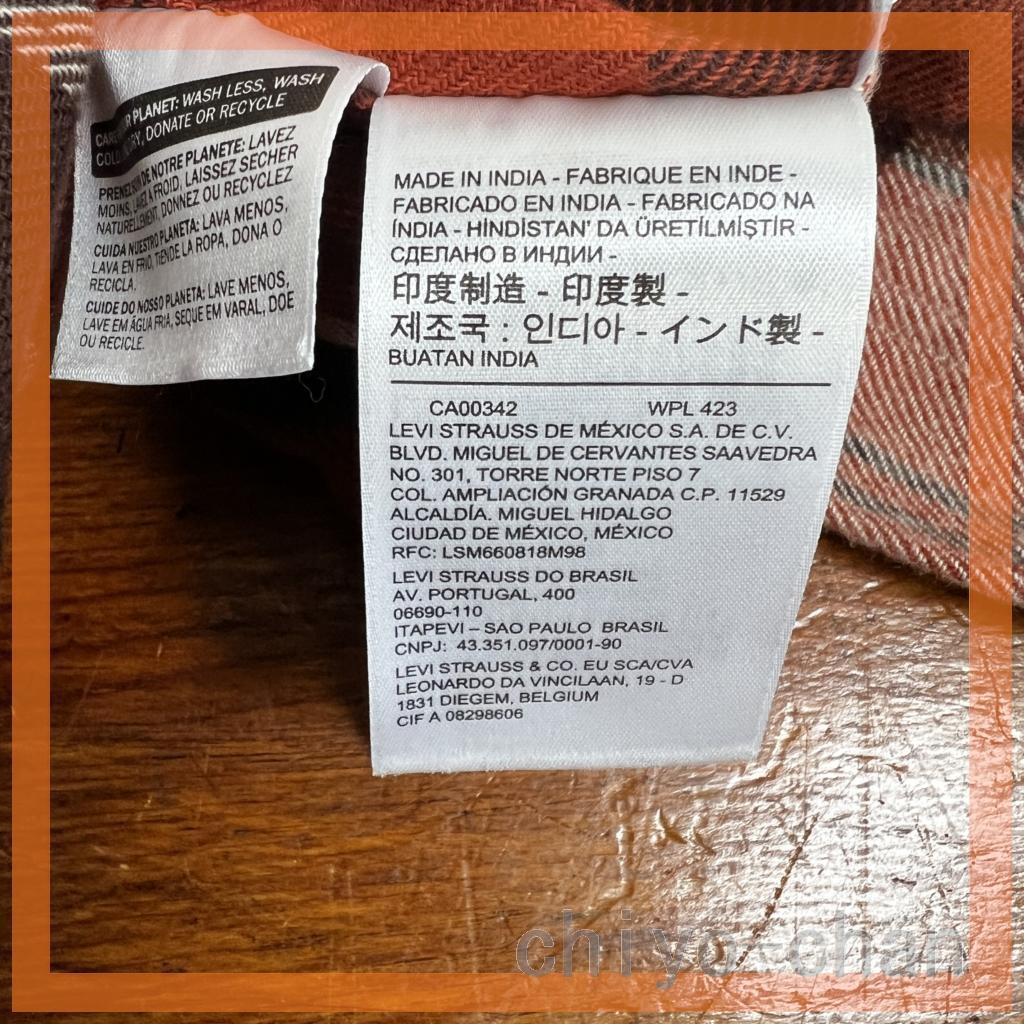 PLANET: WASH LESS, WASH
DRY, DONATE OR RECYCLE
DE NOTRE PLANETE: LAVEZ
MOINS, LAVEZ A FROID, LAISSEZ SECHER
NATURELLEMENT, DONNEZ OU RECYCLEZ
CUIDA NUESTRO PLANETA: LAVA MENOS,
LAVA EN FRIO, TIENDE LA ROPA, DONA O
RECICLA.
CUIDE DO NOSSO PLANETA: LAVE MENOS,
LAVE EM ÁGUA FRIA, SEQUE EM VARAL, DOE
OU RECICLE.
MADE IN INDIA - FABRIQUE EN INDE -
FABRICADO EN INDIA - FABRICADO NA
ÍNDIA - HİNDİSTAN' DA ÜRETİLMİŞTİR -
СДЕЛАНО В ИНДИИ -
印度制造 - 印度製 -
제조국 : 인디아 - インド製 -
BUATAN INDIA
CA00342 WPL 423
LEVI STRAUSS DE MÉXICO S.A. DE C.V.
BLVD. MIGUEL DE CERVANTES SAAVEDRA
NO. 301, TORRE NORTE PISO 7
COL. AMPLIACIÓN GRANADA C.P. 11529
ALCALDÍA. MIGUEL HIDALGO
CIUDAD DE MÉXICO, MÉXICO
RFC: LSM660818M98
LEVI STRAUSS DO BRASIL
AV. PORTUGAL, 400
06690-110
ITAPEVI – SAO PAULO BRASIL
CNPJ: 43.351.097/0001-90
LEVI STRAUSS & CO. EU SCA/CVA
LEONARDO DA VINCILAAN, 19 - D
1831 DIEGEM, BELGIUM
CIF A 08298606
chiyo-chan